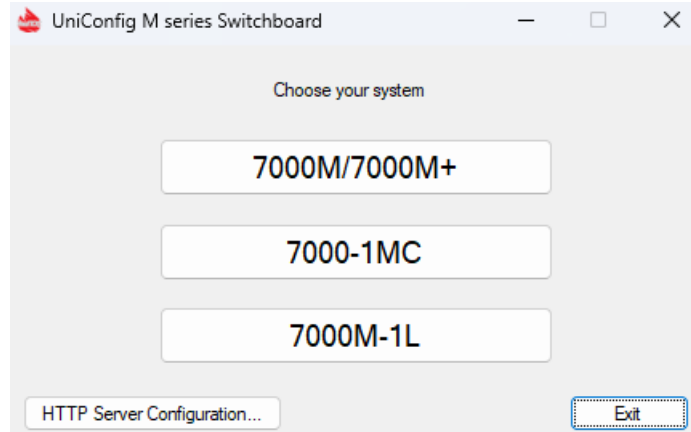 UniConfig M series Switchboard
Choose your system
7000M/7000M+
7000-1MC
7000M-1L
HTTP Server Configuration...
Exit